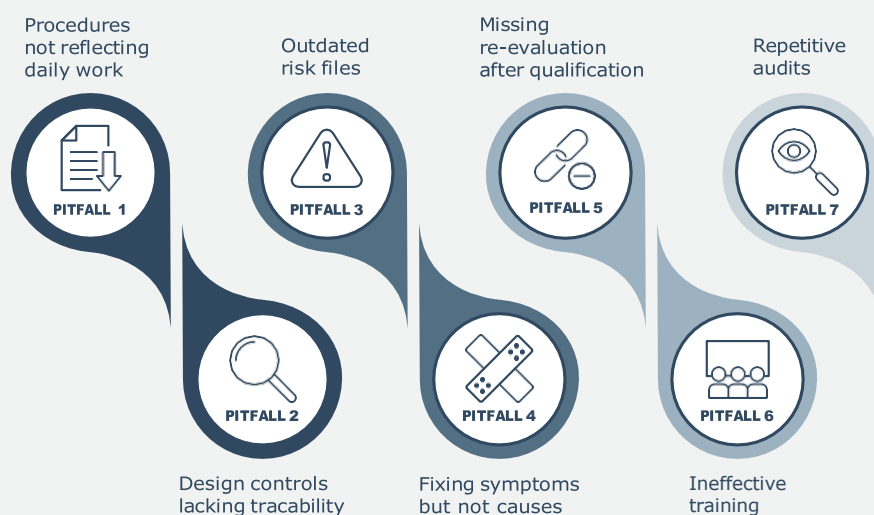 Procedures
not reflecting
daily work
PITFALL 1
PITFALL 2
Design controls
lacking tracability
Outdated
risk files
PITFALL 3
PITFALL 4
Fixing symptoms
but not causes
Missing
re-evaluation
after qualification
PITFALL 5
PITFALL 6
Ineffective
training
Repetitive
audits
PITFALL 7